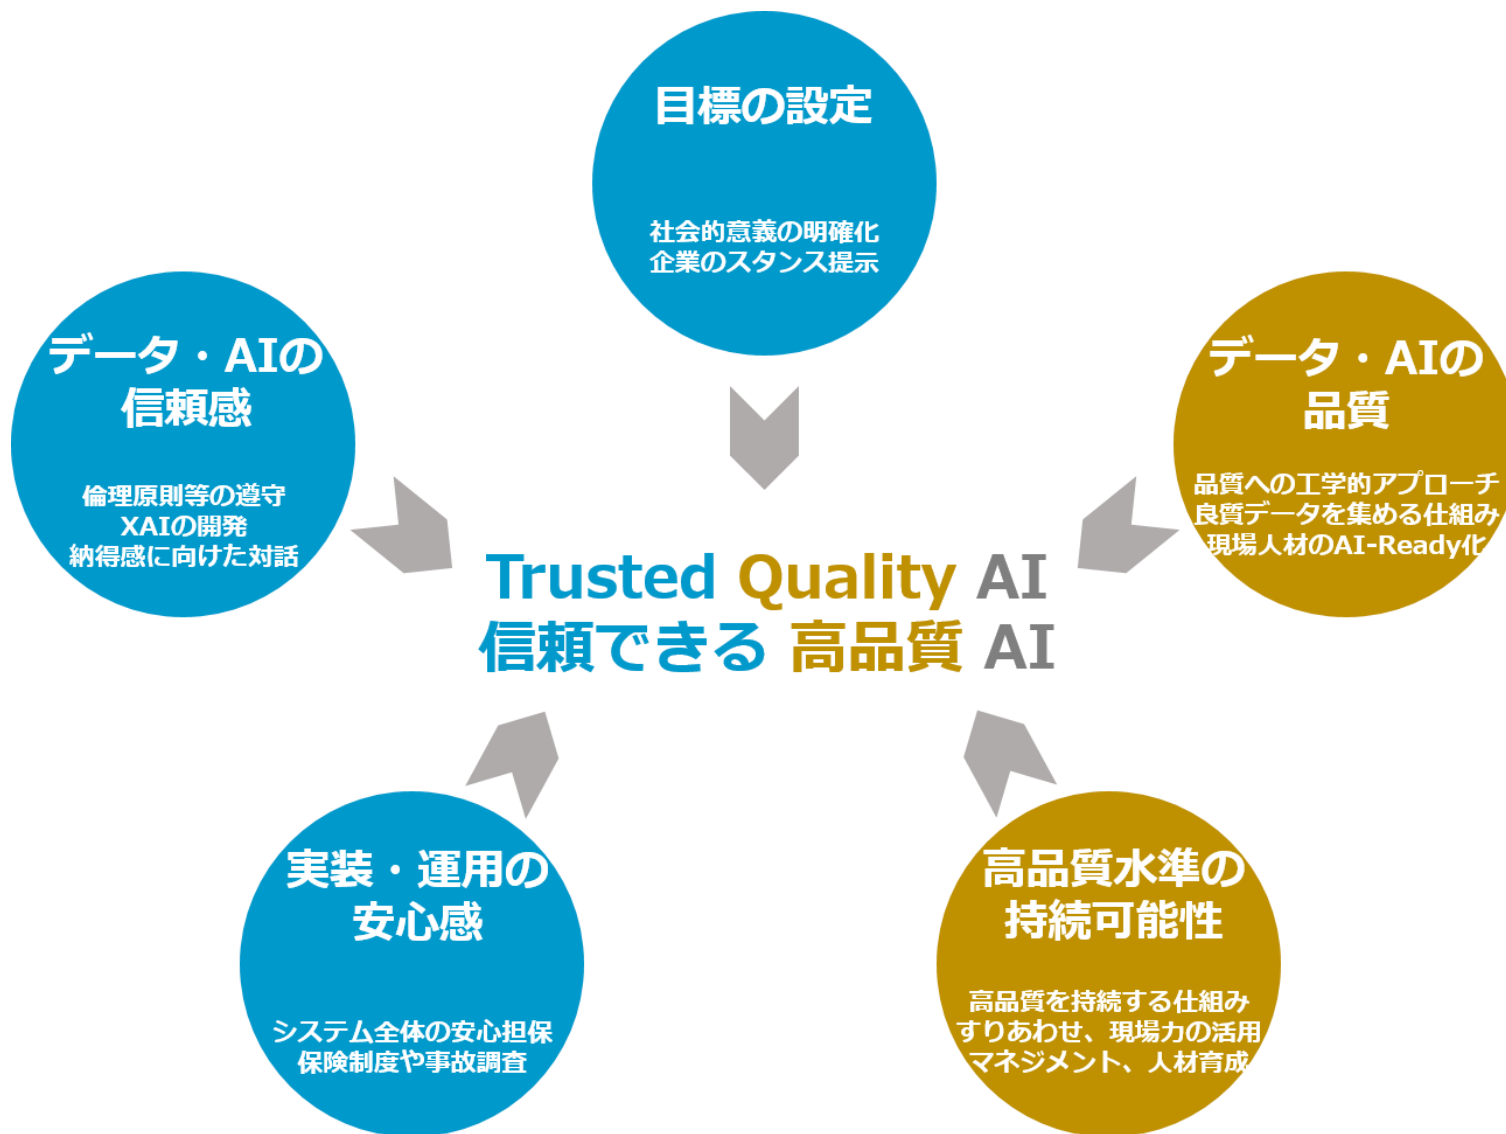 目標の設定
社会的意義の明確化
企業のスタンス提示
データ・AIの
信頼感
倫理原則等の遵守
XAIの開発
納得感に向けた対話
データ・AIの
品質
品質への工学的アプローチ
良質データを集める仕組み
現場人材のAI-Ready化
Trusted Quality AI
信頼できる 高品質 AI
実装・運用の
安心感
システム全体の安心担保
保険制度や事故調査
高品質水準の
持続可能性
高品質を持続する仕組み
すりあわせ、現場力の活用
マネジメント、人材育成